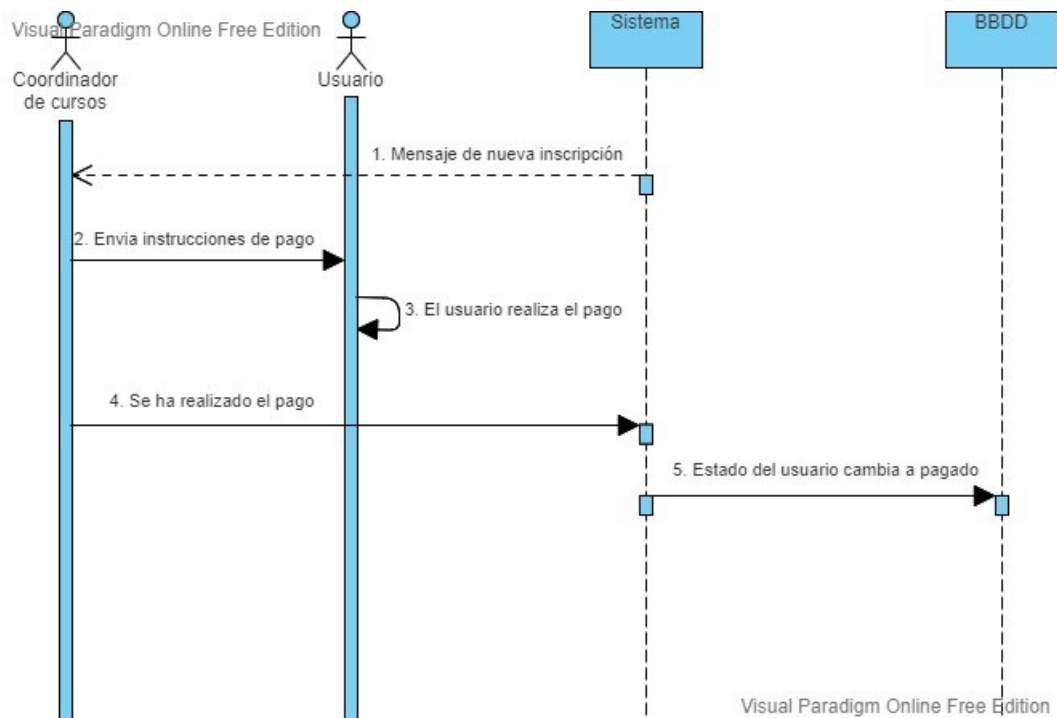 Visual Paradigm Online Free Edition
Coordinador
de cursos
Usuario
Sistema
BBDD
1. Mensaje de nueva inscripción
2. Envia instrucciones de pago
3. El usuario realiza el pago
4. Se ha realizado el pago
5. Estado del usuario cambia a pagado
Visual Paradigm Online Free Edition